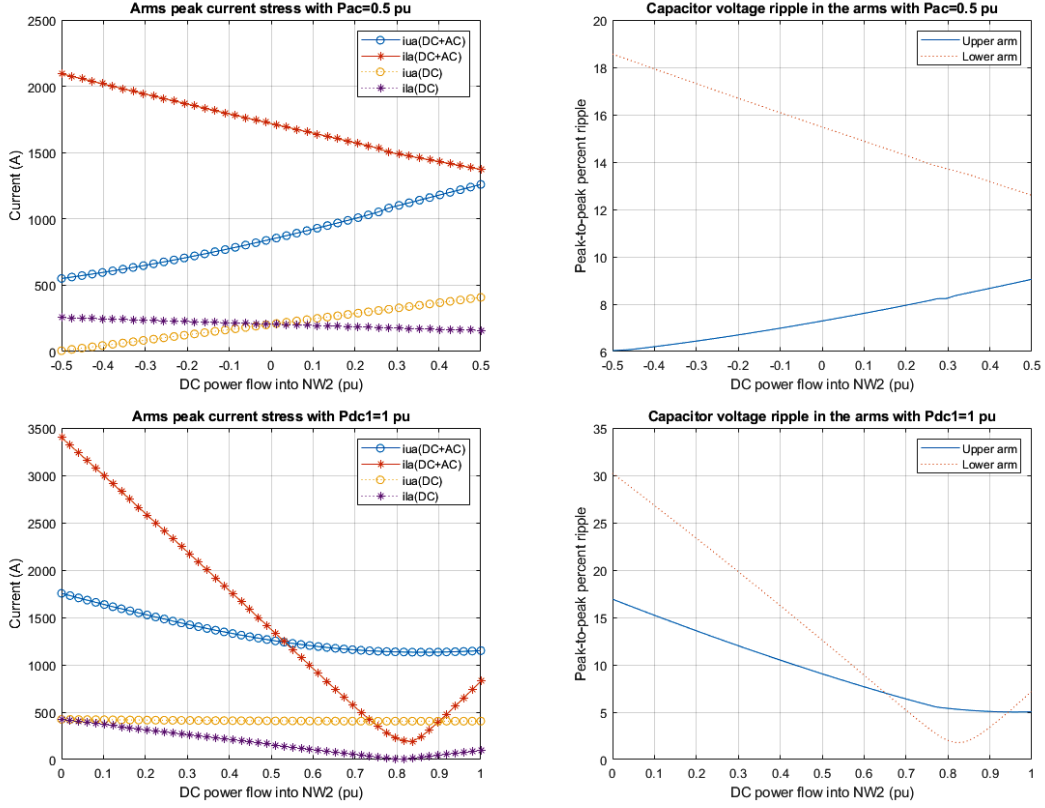 Arms peak current stress with Pac=0.5 pu
2500
2000
1500
1000
500
0
Current (A)
iua(DC+AC)
ila(DC+AC)
iua(DC)
ila(DC)
-0.5 -0.4 -0.3 -0.2 -0.1 0 0.1 0.2 0.3 0.4 0.5
DC power flow into NW2 (pu)
Capacitor voltage ripple in the arms with Pac=0.5 pu
20
18
16
14
12
10
8
6
Peak-to-peak percent ripple
Upper arm
Lower arm
-0.5 -0.4 -0.3 -0.2 -0.1 0 0.1 0.2 0.3 0.4 0.5
DC power flow into NW2 (pu)
Arms peak current stress with Pdc1=1 pu
3500
3000
2500
2000
1500
1000
500
0
Current (A)
iua(DC+AC)
ila(DC+AC)
iua(DC)
ila(DC)
0 0.1 0.2 0.3 0.4 0.5 0.6 0.7 0.8 0.9 1
DC power flow into NW2 (pu)
Capacitor voltage ripple in the arms with Pdc1=1 pu
35
30
25
20
15
10
5
0
Peak-to-peak percent ripple
Upper arm
Lower arm
0 0.1 0.2 0.3 0.4 0.5 0.6 0.7 0.8 0.9 1
DC power flow into NW2 (pu)